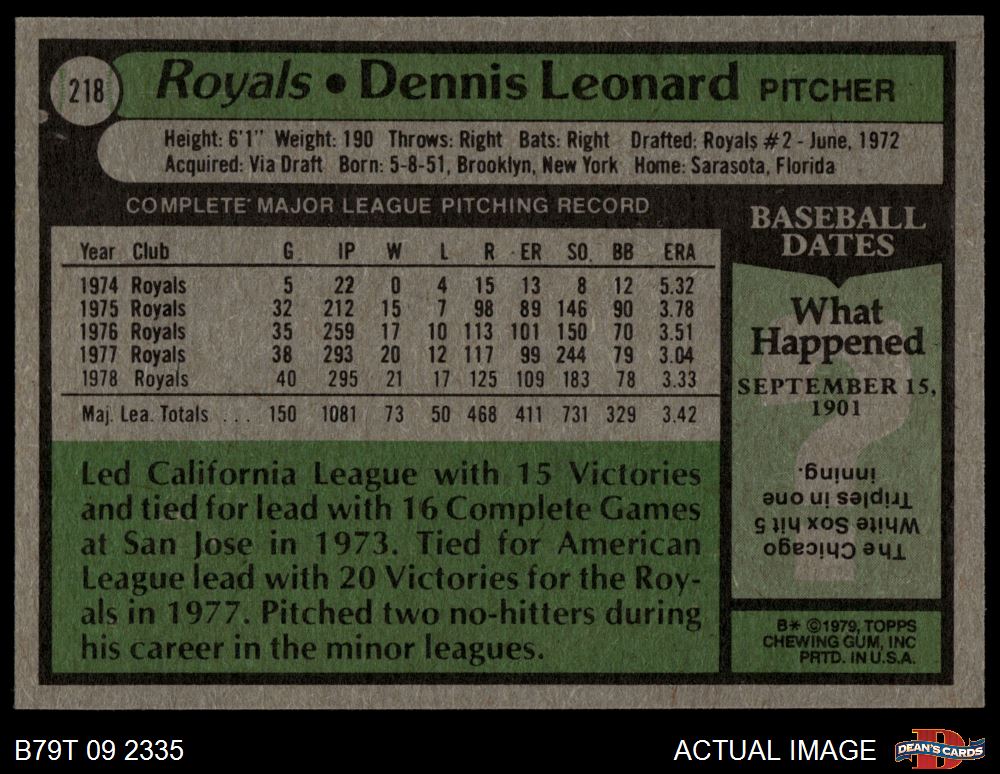 218
Royals • Dennis Leonard PITCHER
Height: 6'1" Weight: 190 Throws: Right Bats: Right Drafted: Royals #2 - June, 1972
Acquired: Via Draft Born: 5-8-51, Brooklyn, New York Home: Sarasota, Florida
COMPLETE MAJOR LEAGUE PITCHING RECORD
Year Club G IP W L R ER SO BB ERA
1974 Royals 5 22 0 4 15 13 8 12 5.32
1975 Royals 32 212 15 7 98 89 146 90 3.78
1976 Royals 35 259 17 10 113 101 150 70 3.51
1977 Royals 38 293 20 12 117 99 244 79 3.04
1978 Royals 40 295 21 17 125 109 183 78 3.33
Maj. Lea. Totals . . . 150 1081 73 50 468 411 731 329 3.42
Led California League with 15 Victories
and tied for lead with 16 Complete Games
at San Jose in 1973. Tied for American
League lead with 20 Victories for the Roy-
als in 1977. Pitched two no-hitters during
his career in the minor leagues.
BASEBALL
DATES
What
Happened
SEPTEMBER 15,
1901
?
The Chicago
White Sox hit 5
Triples in one
inning.
B* ©1979, TOPPS
CHEWING GUM, INC
PRTD. IN U.S.A.
B79T 09 2335
ACTUAL IMAGE
D
DEAN'S CARDS